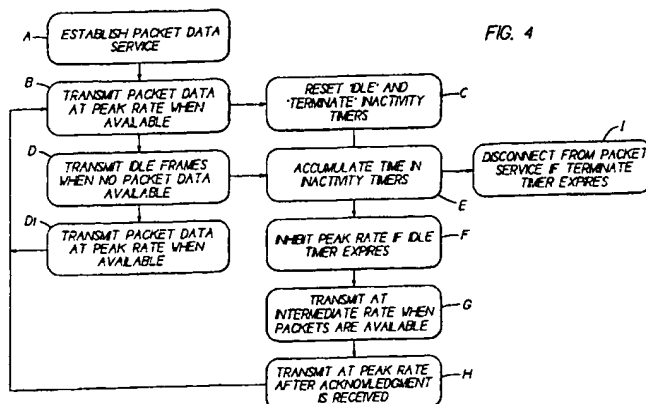 FIG. 4
A
ESTABLISH PACKET DATA
SERVICE
B
TRANSMIT PACKET DATA
AT PEAK RATE WHEN
AVAILABLE
RESET 'IDLE' AND
'TERMINATE' INACTIVITY
TIMERS
C
D
TRANSMIT IDLE FRAMES
WHEN NO PACKET DATA
AVAILABLE
ACCUMULATE TIME IN
INACTIVITY TIMERS
E
DISCONNECT FROM PACKET
SERVICE IF TERMINATE
TIMER EXPIRES
I
D1
TRANSMIT PACKET DATA
AT PEAK RATE WHEN
AVAILABLE
INHIBIT PEAK RATE IF IDLE
TIMER EXPIRES
F
TRANSMIT AT
INTERMEDIATE RATE WHEN
PACKETS ARE AVAILABLE
G
TRANSMIT AT PEAK RATE
AFTER ACKNOWLEDGMENT
IS RECEIVED
H